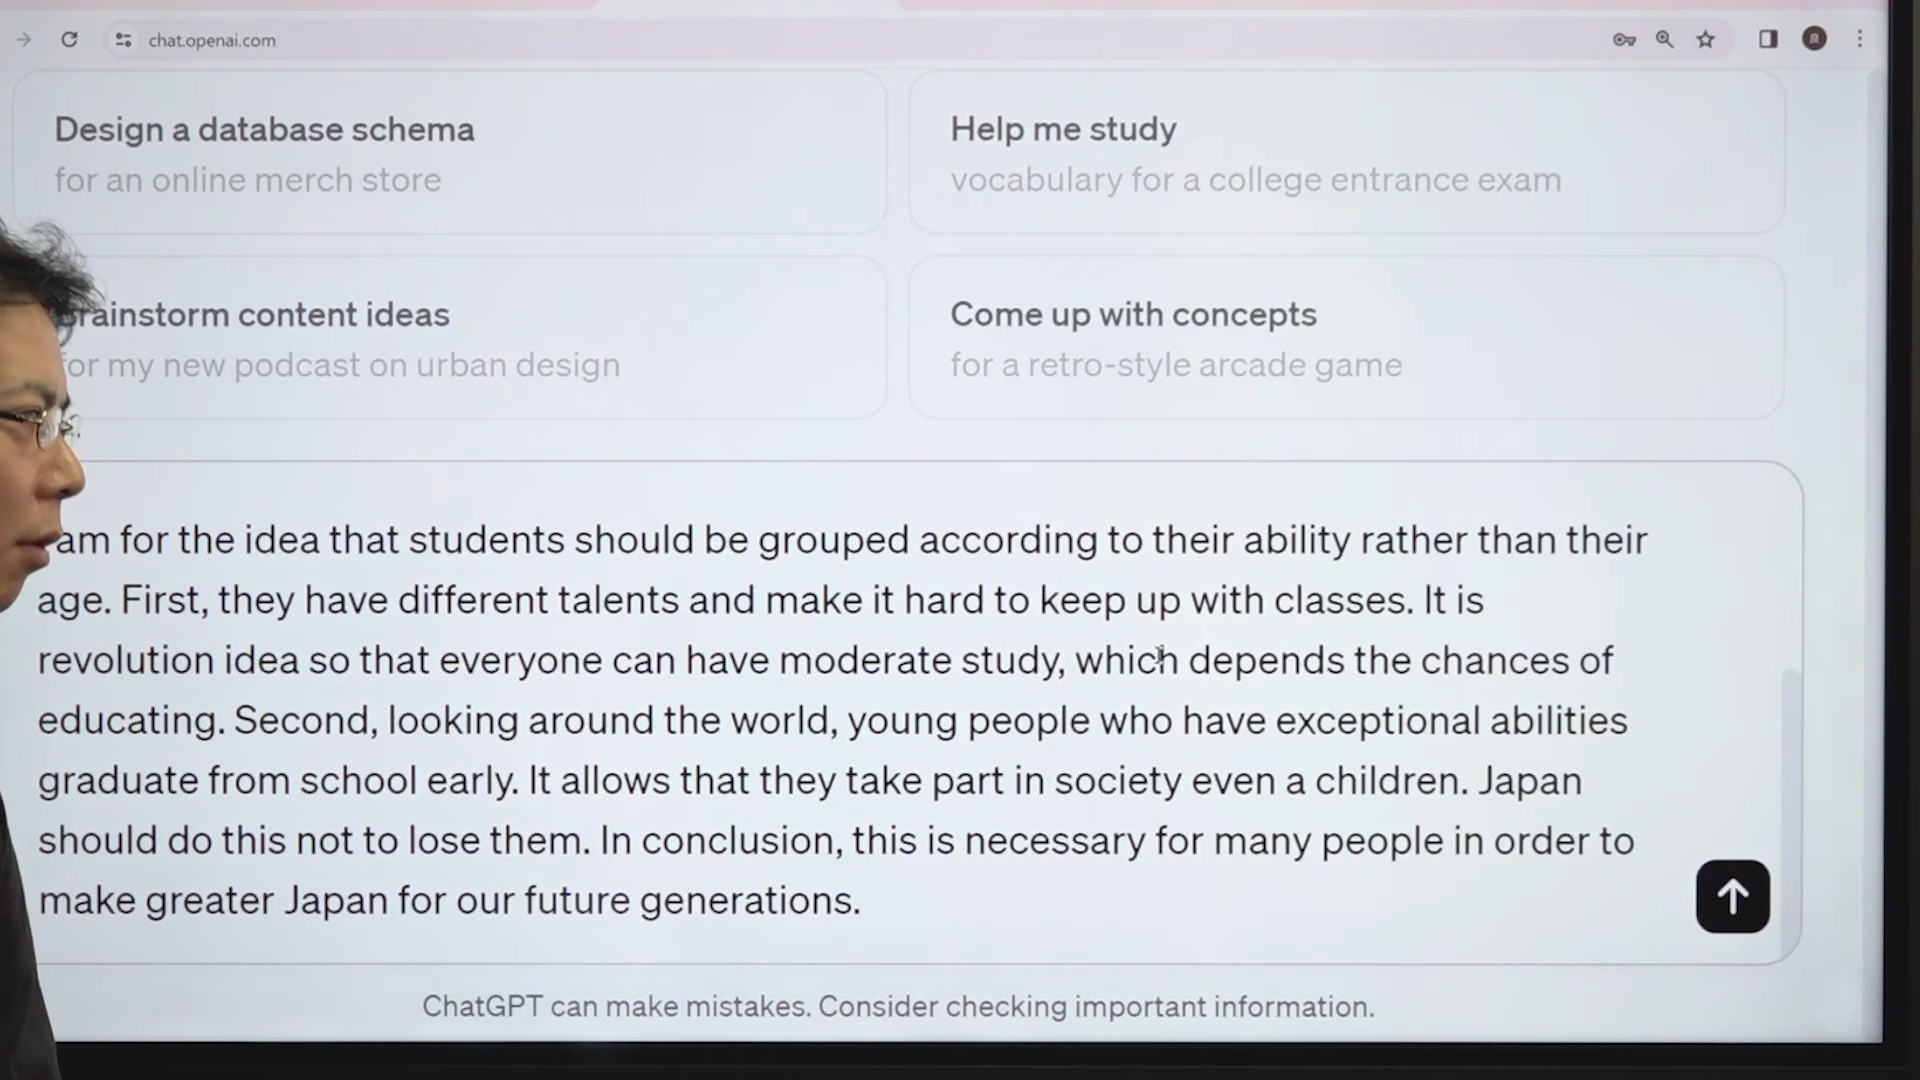 chat.openai.com
Design a database schema
for an online merch store
Help me study
vocabulary for a college entrance exam
Brainstorm content ideas
for my new podcast on urban design
Come up with concepts
for a retro-style arcade game
am for the idea that students should be grouped according to their ability rather than their
age. First, they have different talents and make it hard to keep up with classes. It is
revolution idea so that everyone can have moderate study, which depends the chances of
educating. Second, looking around the world, young people who have exceptional abilities
graduate from school early. It allows that they take part in society even a children. Japan
should do this not to lose them. In conclusion, this is necessary for many people in order to
make greater Japan for our future generations.
ChatGPT can make mistakes. Consider checking important information.